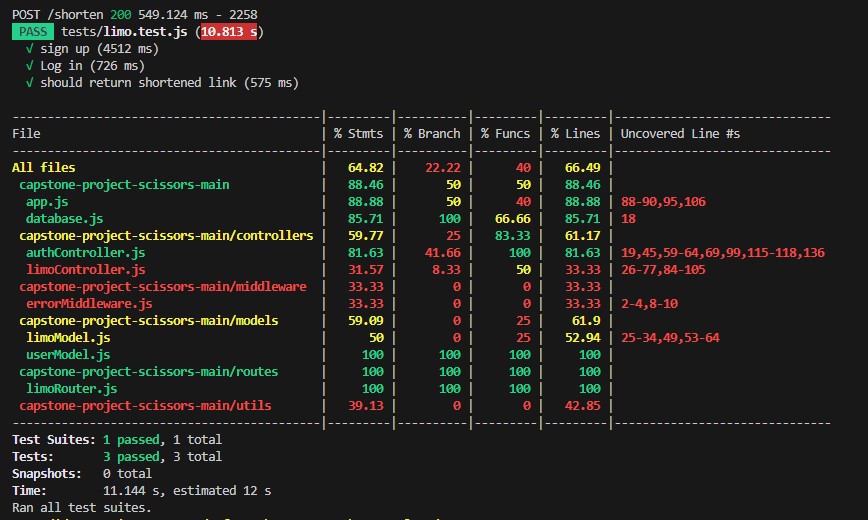 POST /shorten 200 549.124 ms - 2258
PASS tests/limo.test.js (10.813 s)
√ sign up (4512 ms)
√ Log in (726 ms)
√ should return shortened link (575 ms)
File | % Stmts | % Branch | % Funcs | % Lines | Uncovered Line #s
All files | 64.82 | 22.22 | 40 | 66.49 |
capstone-project-scissors-main | 88.46 | 50 | 50 | 88.46 |
app.js | 88.88 | 50 | 40 | 88.88 | 88-90,95,106
database.js | 85.71 | 100 | 66.66 | 85.71 | 18
capstone-project-scissors-main/controllers | 59.77 | 25 | 83.33 | 61.17 |
authController.js | 81.63 | 41.66 | 100 | 81.63 | 19,45,59-64,69,99,115-118,136
limoController.js | 31.57 | 8.33 | 50 | 33.33 | 26-77,84-105
capstone-project-scissors-main/middleware | 33.33 | 0 | 0 | 33.33 |
errorMiddleware.js | 33.33 | 0 | 0 | 33.33 | 2-4,8-10
capstone-project-scissors-main/models | 59.09 | 0 | 25 | 61.9 |
limoModel.js | 50 | 0 | 25 | 52.94 | 25-34,49,53-64
userModel.js | 100 | 100 | 100 | 100 |
capstone-project-scissors-main/routes | 100 | 100 | 100 | 100 |
limoRouter.js | 100 | 100 | 100 | 100 |
capstone-project-scissors-main/utils | 39.13 | 0 | 0 | 42.85 |
Test Suites: 1 passed, 1 total
Tests: 3 passed, 3 total
Snapshots: 0 total
Time: 11.144 s, estimated 12 s
Ran all test suites.